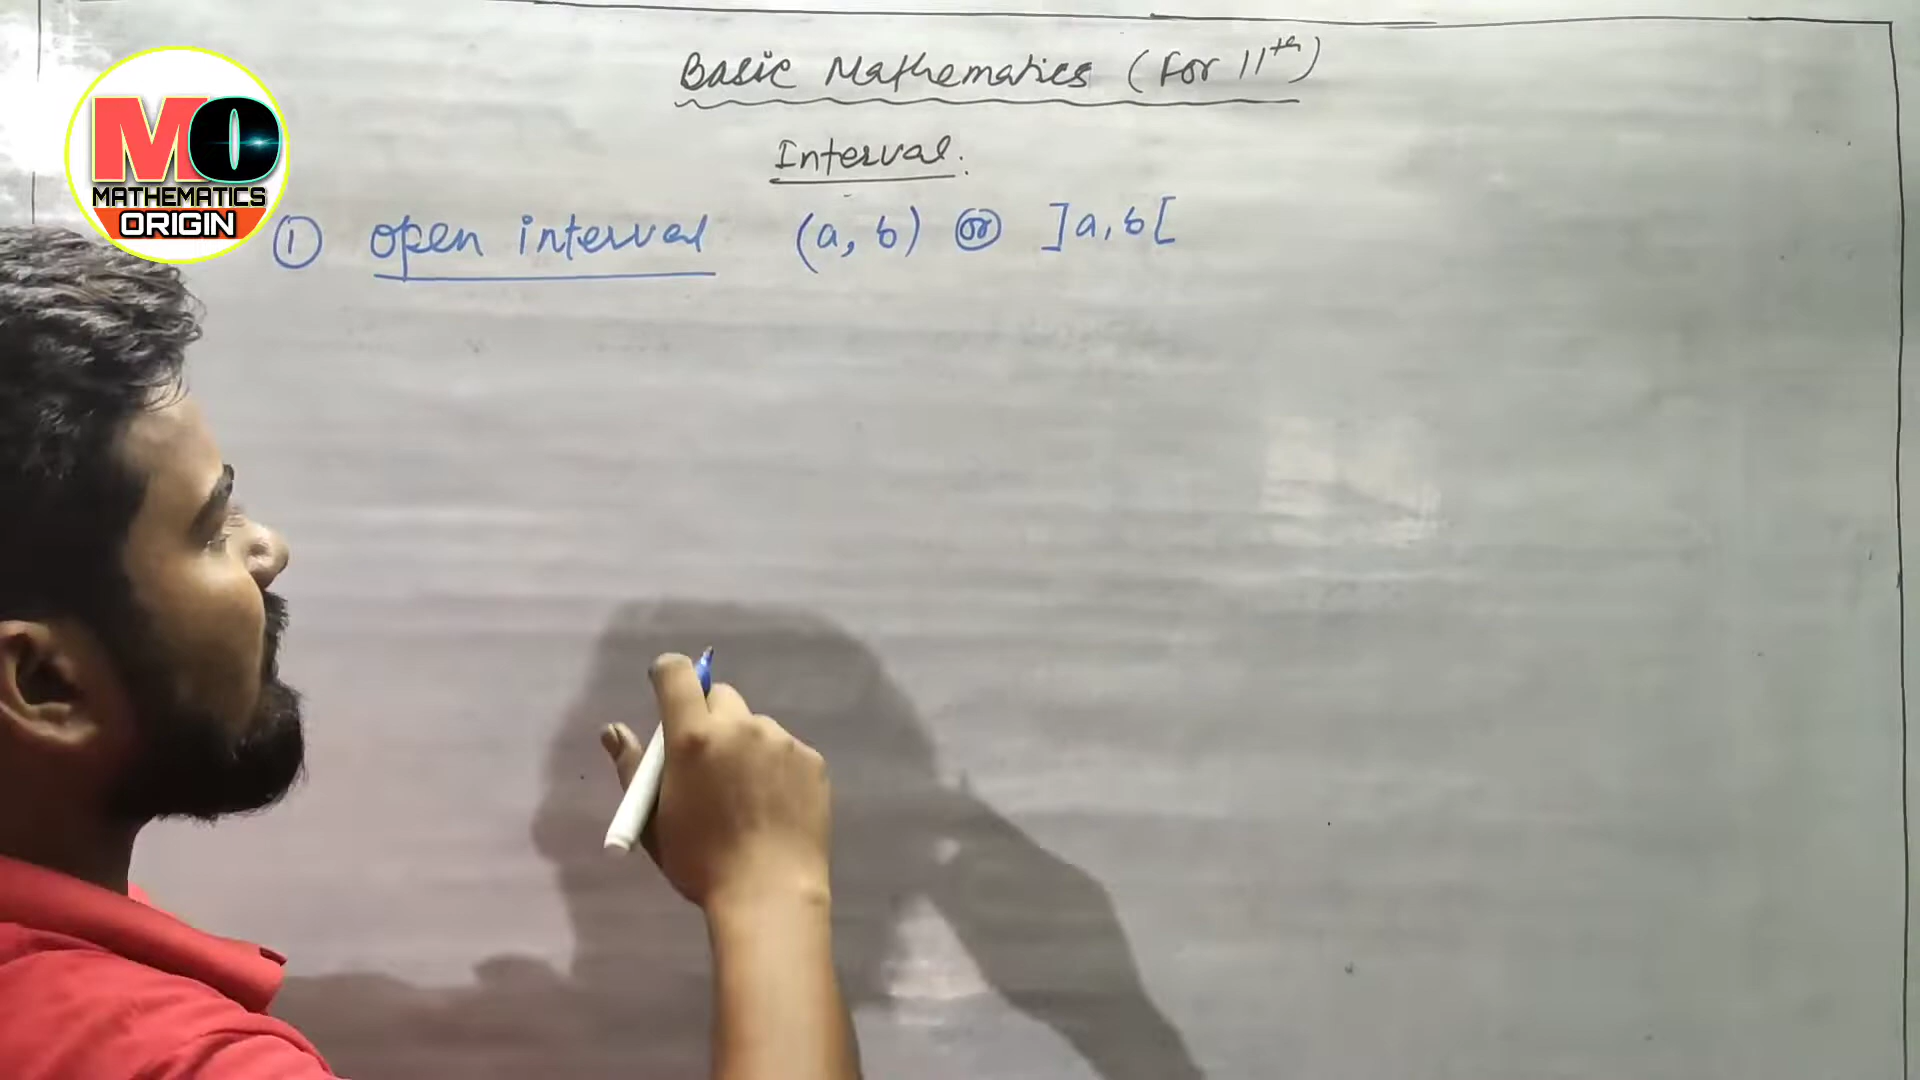 Basic Mathematics (For 11th)
Interval.
MO
MATHEMATICS
ORIGIN
① open interval (a, b) or ]a, b[